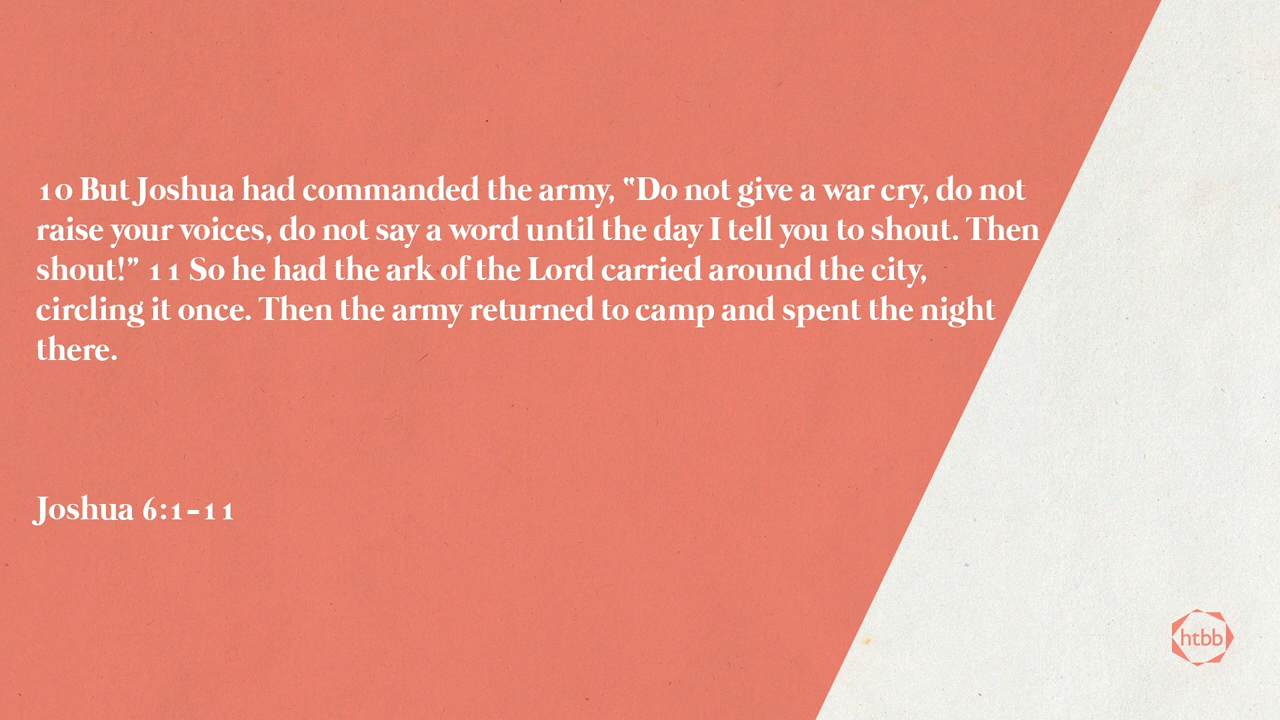 10 But Joshua had commanded the army, “Do not give a war cry, do not
raise your voices, do not say a word until the day I tell you to shout. Then
shout!” 11 So he had the ark of the Lord carried around the city,
circling it once. Then the army returned to camp and spent the night
there.
Joshua 6:1-11
htbb